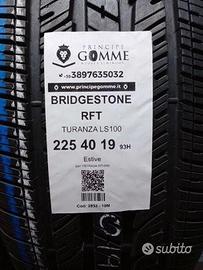 PRINCIPE
GOMME
3897635032
www.principegomme.it
BRIDGESTONE
RFT
TURANZA LS100
225 40 19 93H
Estive
subito